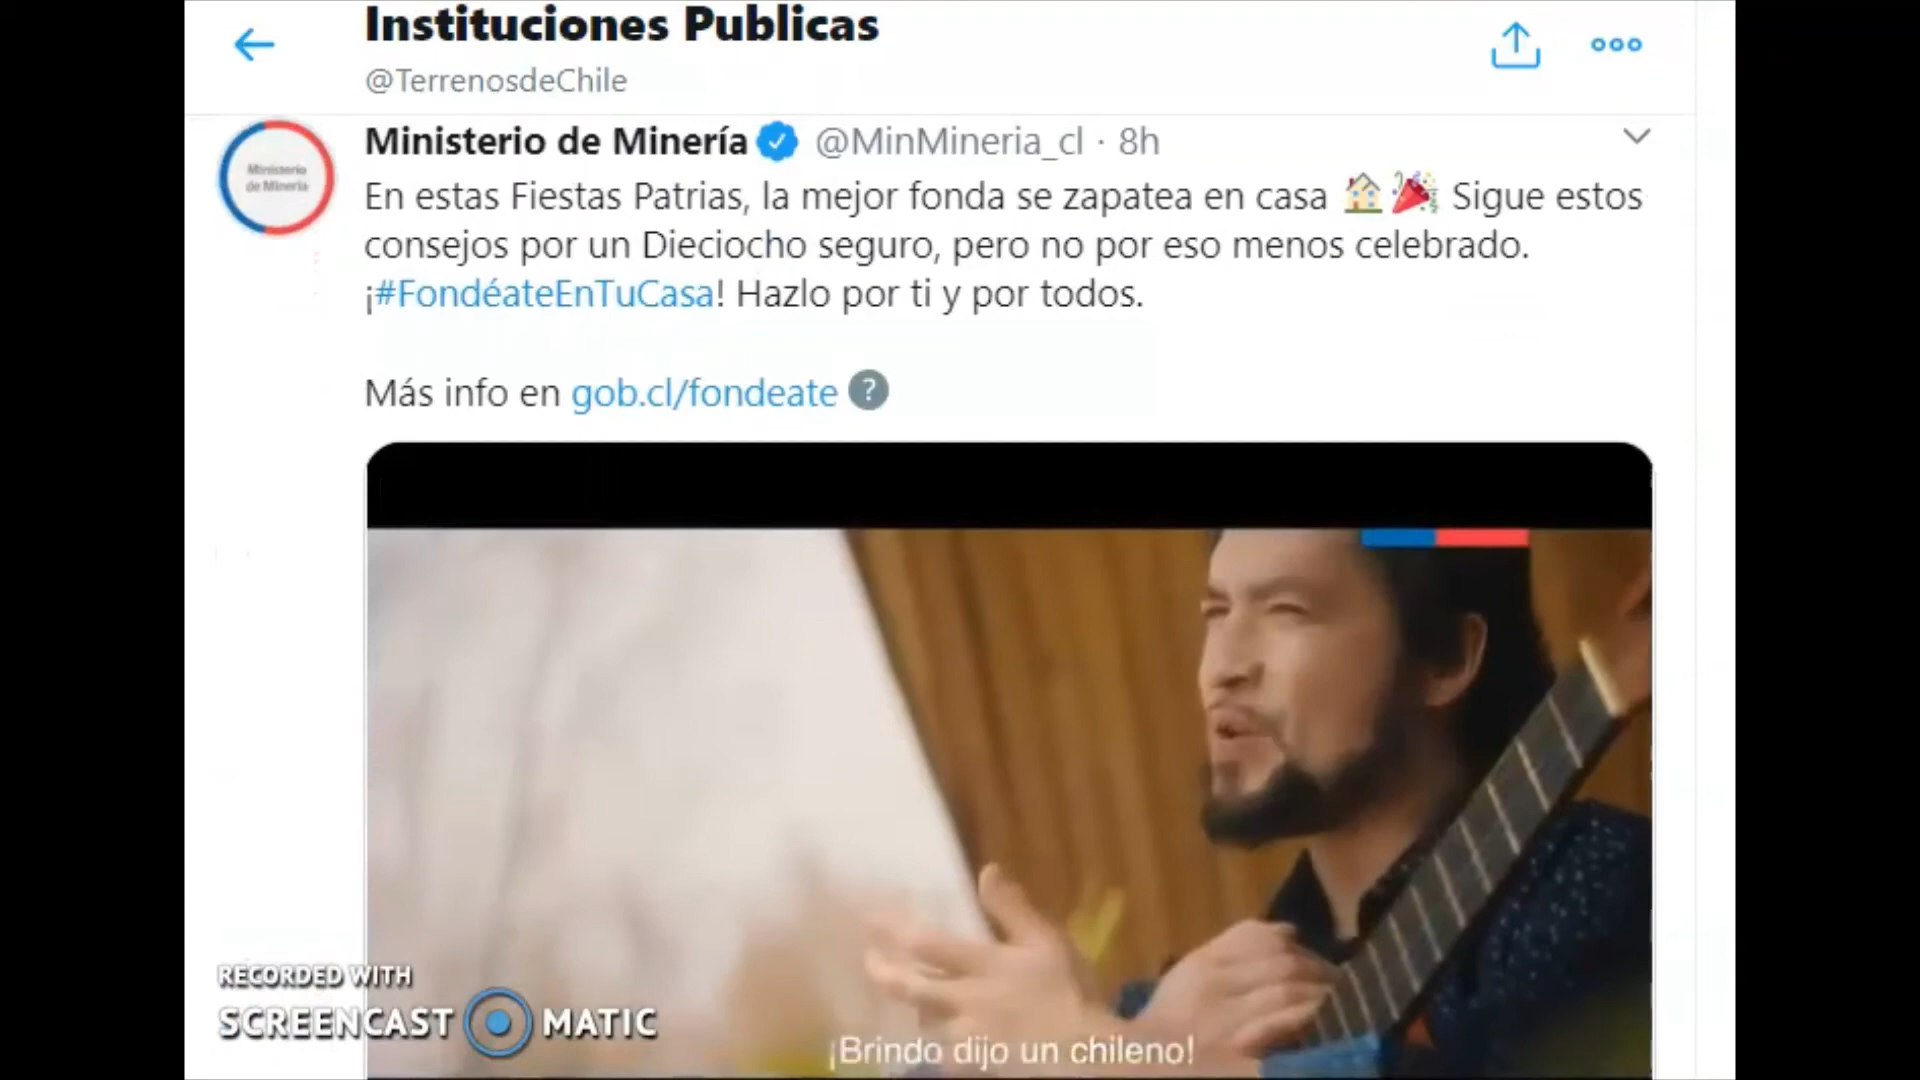 Instituciones Publicas
@TerrenosdeChile
Ministerio de Minería @MinMineria_cl · 8h
Ministerio
de Minería
En estas Fiestas Patrias, la mejor fonda se zapatea en casa 🏠🎉 Sigue estos
consejos por un Dieciocho seguro, pero no por eso menos celebrado.
¡#FondéateEnTuCasa! Hazlo por ti y por todos.
Más info en gob.cl/fondeate ?
RECORDED WITH
SCREENCAST MATIC
¡Brindo dijo un chileno!